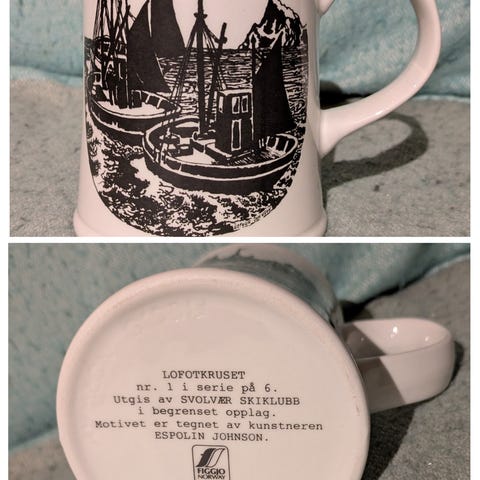 LOFOTKRUSET
nr. 1 i serie på 6.
Utgis av SVOLVÆR SKIKLUBB
i begrenset opplag.
Motivet er tegnet av kunstneren
ESPOLIN JOHNSON.
FIGGJO
NORWAY